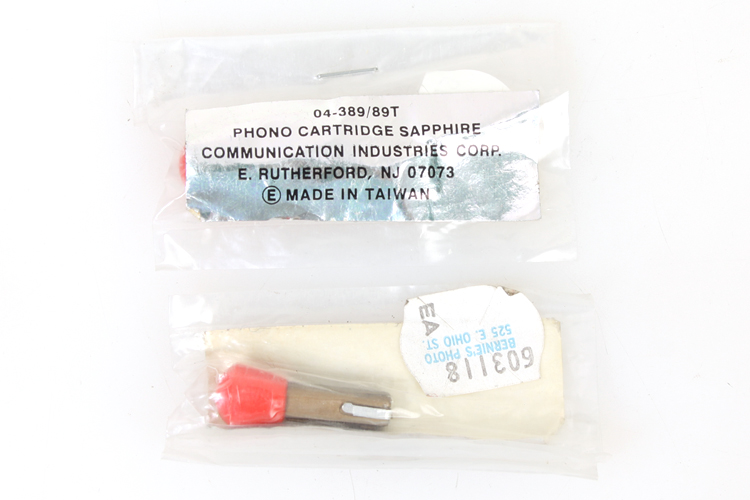 04-389/89T
PHONO CARTRIDGE SAPPHIRE
COMMUNICATION INDUSTRIES CORP.
E. RUTHERFORD, NJ 07073
Ⓔ MADE IN TAIWAN
EA
BERNIE'S PHOTO
525 E. OHIO ST.
603118